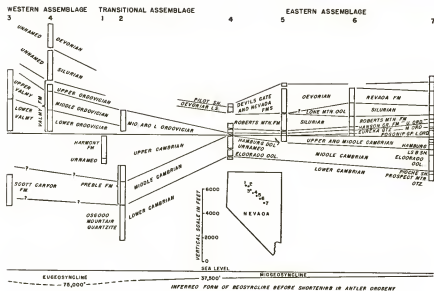 WESTERN ASSEMBLAGE
TRANSITIONAL ASSEMBLAGE
EASTERN ASSEMBLAGE
3 4 1 2 4 5 6 7
UNNAMED
DEVONIAN
UNNAMED
SILURIAN
UPPER VALMY
LOWER VALMY
VALMY FM
UPPER ORDOVICIAN
MIDDLE ORDOVICIAN
LOWER ORDOVICIAN
MID. AND L. ORDOVICIAN
HARMONY FM
UNNAMED
UPPER CAMBRIAN
MIDDLE CAMBRIAN
LOWER CAMBRIAN
SCOTT CANYON FM
PREBLE FM
OSGOOD MOUNTAIN QUARTZITE
PILOT SH.
DEVONIAN L.S.
DEVILS GATE AND NEVADA FMS
ROBERTS MTN. FM
HAMBURG DOL.
UNNAMED
ELDORADO DOL.
DEVONIAN
NEVADA FM
LONE MTN DOL
SILURIAN
ROBERTS MTN FM
HANSON CR. FM U. ORD
EUREKA QTZ M. ORD
POGONIP GP. L. ORD
UPPER AND MIDDLE CAMBRIAN
MIDDLE CAMBRIAN
LOWER CAMBRIAN
HAMBURG
LS & SH
ELDORADO DOL.
PIOCHE SH
PROSPECT MTN QTZ
VERTICAL SCALE IN FEET
6000
4000
2000
0
NEVADA
SEA LEVEL
EUGEOSYNCLINE
MIOGEOSYNCLINE
75,000'
37,500'
INFERRED FORM OF GEOSYNCLINE BEFORE SHORTENING IN ANTLER OROGENY